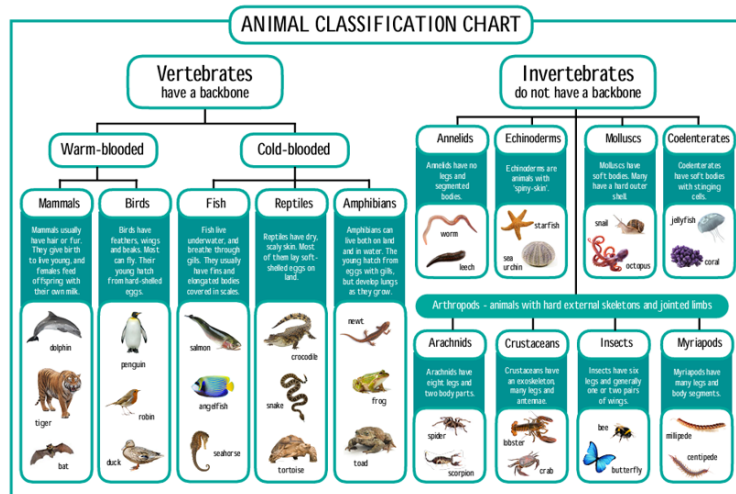 ANIMAL CLASSIFICATION CHART
Vertebrates
have a backbone
Invertebrates
do not have a backbone
Warm-blooded
Cold-blooded
Mammals
Mammals usually
have hair or fur.
They give birth
to live young, and
females feed
offspring with
their own milk.
dolphin
tiger
bat
Birds
Birds have
feathers, wings
and beaks. Most
can fly. Their
young hatch
from hard-shelled
eggs.
penguin
robin
duck
Fish
Fish live
underwater, and
breathe through
gills. They usually
have fins and
elongated bodies
covered in scales.
salmon
angelfish
seahorse
Reptiles
Reptiles have dry,
scaly skin. Most
of them lay soft-
shelled eggs on
land.
crocodile
snake
tortoise
Amphibians
Amphibians can
live both on land
and in water. The
young hatch from
eggs with gills,
but develop lungs
as they grow.
newt
frog
toad
Annelids
Annelids have no
legs and
segmented
bodies.
worm
leech
Echinoderms
Echinoderms are
animals with
'spiny-skin'.
starfish
sea
urchin
Molluscs
Molluscs have
soft bodies. Many
have a hard outer
shell.
snail
octopus
Coelenterates
Coelenterates
have soft bodies
with stinging
cells.
jellyfish
coral
Arthropods - animals with hard external skeletons and jointed limbs
Arachnids
Arachnids have
eight legs and
two body parts.
spider
scorpion
Crustaceans
Crustaceans have
an exoskeleton,
many legs and
antennae.
lobster
crab
Insects
Insects have six
legs and generally
one or two pairs
of wings.
bee
butterfly
Myriapods
Myriapods have
many legs and
body segments.
milipede
centipede